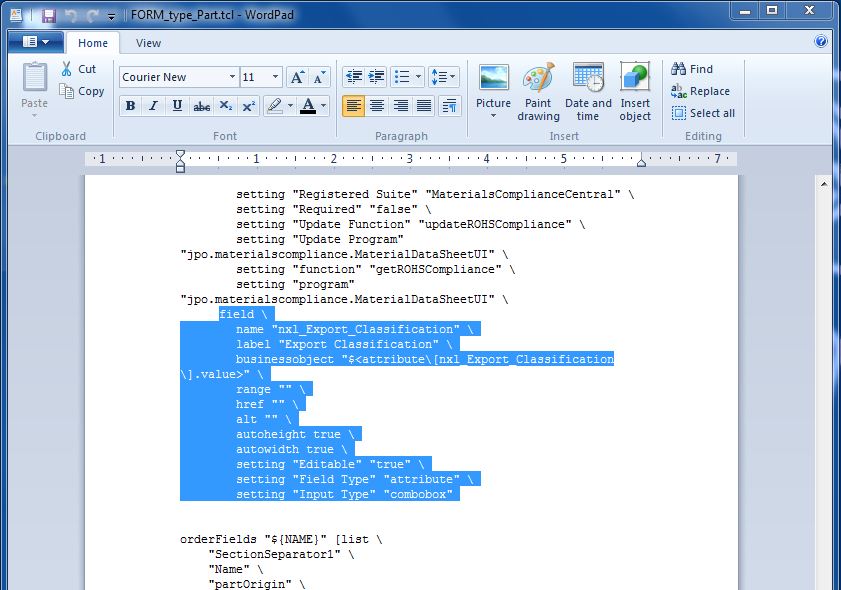 FORM_type_Part.tcl - WordPad
Home View
Cut
Copy
Paste
Clipboard
Courier New 11 A A
B I U abc X₂ X² A
Font
Paragraph
Picture
Paint drawing
Date and time
Insert object
Insert
Find
Replace
Select all
Editing
1 1 2 3 4 5 7
setting "Registered Suite" "MaterialsComplianceCentral" \
setting "Required" "false" \
setting "Update Function" "updateROHSCompliance" \
setting "Update Program"
"jpo.materialscompliance.MaterialDataSheetUI" \
setting "function" "getROHSCompliance" \
setting "program"
"jpo.materialscompliance.MaterialDataSheetUI" \
field \
name "nxl_Export_Classification" \
label "Export Classification" \
businessobject "$<attribute\[nxl_Export_Classification
\].value>" \
range "" \
href "" \
alt "" \
autoheight true \
autowidth true \
setting "Editable" "true" \
setting "Field Type" "attribute" \
setting "Input Type" "combobox"
orderFields "${NAME}" [list \
"SectionSeparator1" \
"Name" \
"partOrigin" \